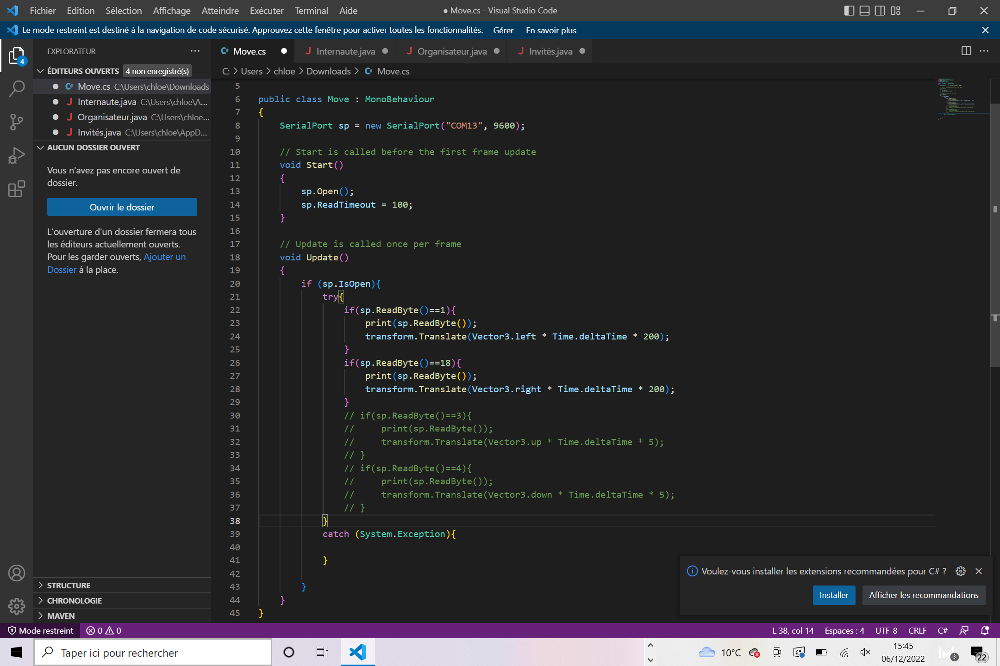 Fichier Edition Sélection Affichage Atteindre Exécuter Terminal Aide
● Move.cs - Visual Studio Code
Le mode restreint est destiné à la navigation de code sécurisé. Approuvez cette fenêtre pour activer toutes les fonctionnalités. Gérer En savoir plus
EXPLORATEUR
4
ÉDITEURS OUVERTS 4 non enregistré(s)
Move.cs C:\Users\chloe\Downloads
Internaute.java C:\Users\chloe\A...
Organisateur.java C:\Users\chloe...
Invités.java C:\Users\chloe\AppD...
AUCUN DOSSIER OUVERT
Vous n'avez pas encore ouvert de
dossier.
Ouvrir le dossier
L'ouverture d'un dossier fermera tous
les éditeurs actuellement ouverts.
Pour les garder ouverts, Ajouter un
Dossier à la place.
STRUCTURE
CHRONOLOGIE
MAVEN
Move.cs Internaute.java Organisateur.java Invités.java
C: > Users > chloe > Downloads > Move.cs
5
6 public class Move : MonoBehaviour
7 {
8 SerialPort sp = new SerialPort("COM13", 9600);
9
10 // Start is called before the first frame update
11 void Start()
12 {
13 sp.Open();
14 sp.ReadTimeout = 100;
15 }
16
17 // Update is called once per frame
18 void Update()
19 {
20 if (sp.IsOpen){
21 try{
22 if(sp.ReadByte()==1){
23 print(sp.ReadByte());
24 transform.Translate(Vector3.left * Time.deltaTime * 200);
25 }
26 if(sp.ReadByte()==18){
27 print(sp.ReadByte());
28 transform.Translate(Vector3.right * Time.deltaTime * 200);
29 }
30 // if(sp.ReadByte()==3){
31 // print(sp.ReadByte());
32 // transform.Translate(Vector3.up * Time.deltaTime * 5);
33 // }
34 // if(sp.ReadByte()==4){
35 // print(sp.ReadByte());
36 // transform.Translate(Vector3.down * Time.deltaTime * 5);
37 // }
38 }
39 catch (System.Exception){
40
41 }
42
43 }
44 }
45 }
Voulez-vous installer les extensions recommandées pour C# ?
Installer Afficher les recommandations
Mode restreint 0 0 L 38, col 14 Espaces : 4 UTF-8 CRLF C#
Taper ici pour rechercher
10°C
15:45
06/12/2022
3
22